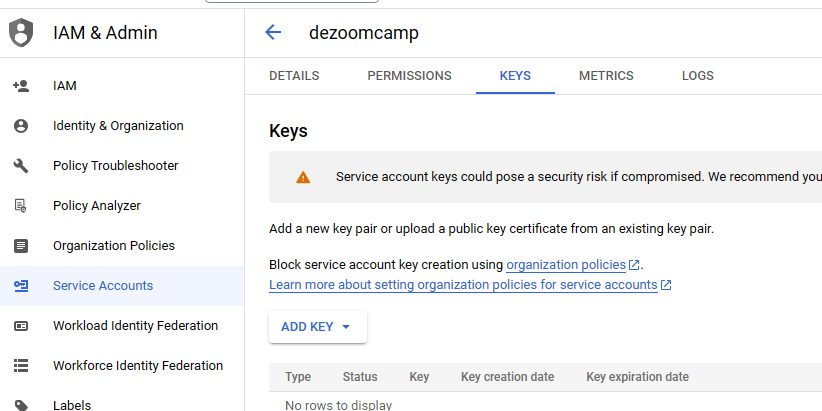 IAM & Admin
dezoomcamp
DETAILS PERMISSIONS KEYS METRICS LOGS
IAM
Identity & Organization
Policy Troubleshooter
Policy Analyzer
Organization Policies
Service Accounts
Workload Identity Federation
Workforce Identity Federation
Labels
Keys
Service account keys could pose a security risk if compromised. We recommend you
Add a new key pair or upload a public key certificate from an existing key pair.
Block service account key creation using organization policies.
Learn more about setting organization policies for service accounts
ADD KEY
Type Status Key Key creation date Key expiration date
No rows to display